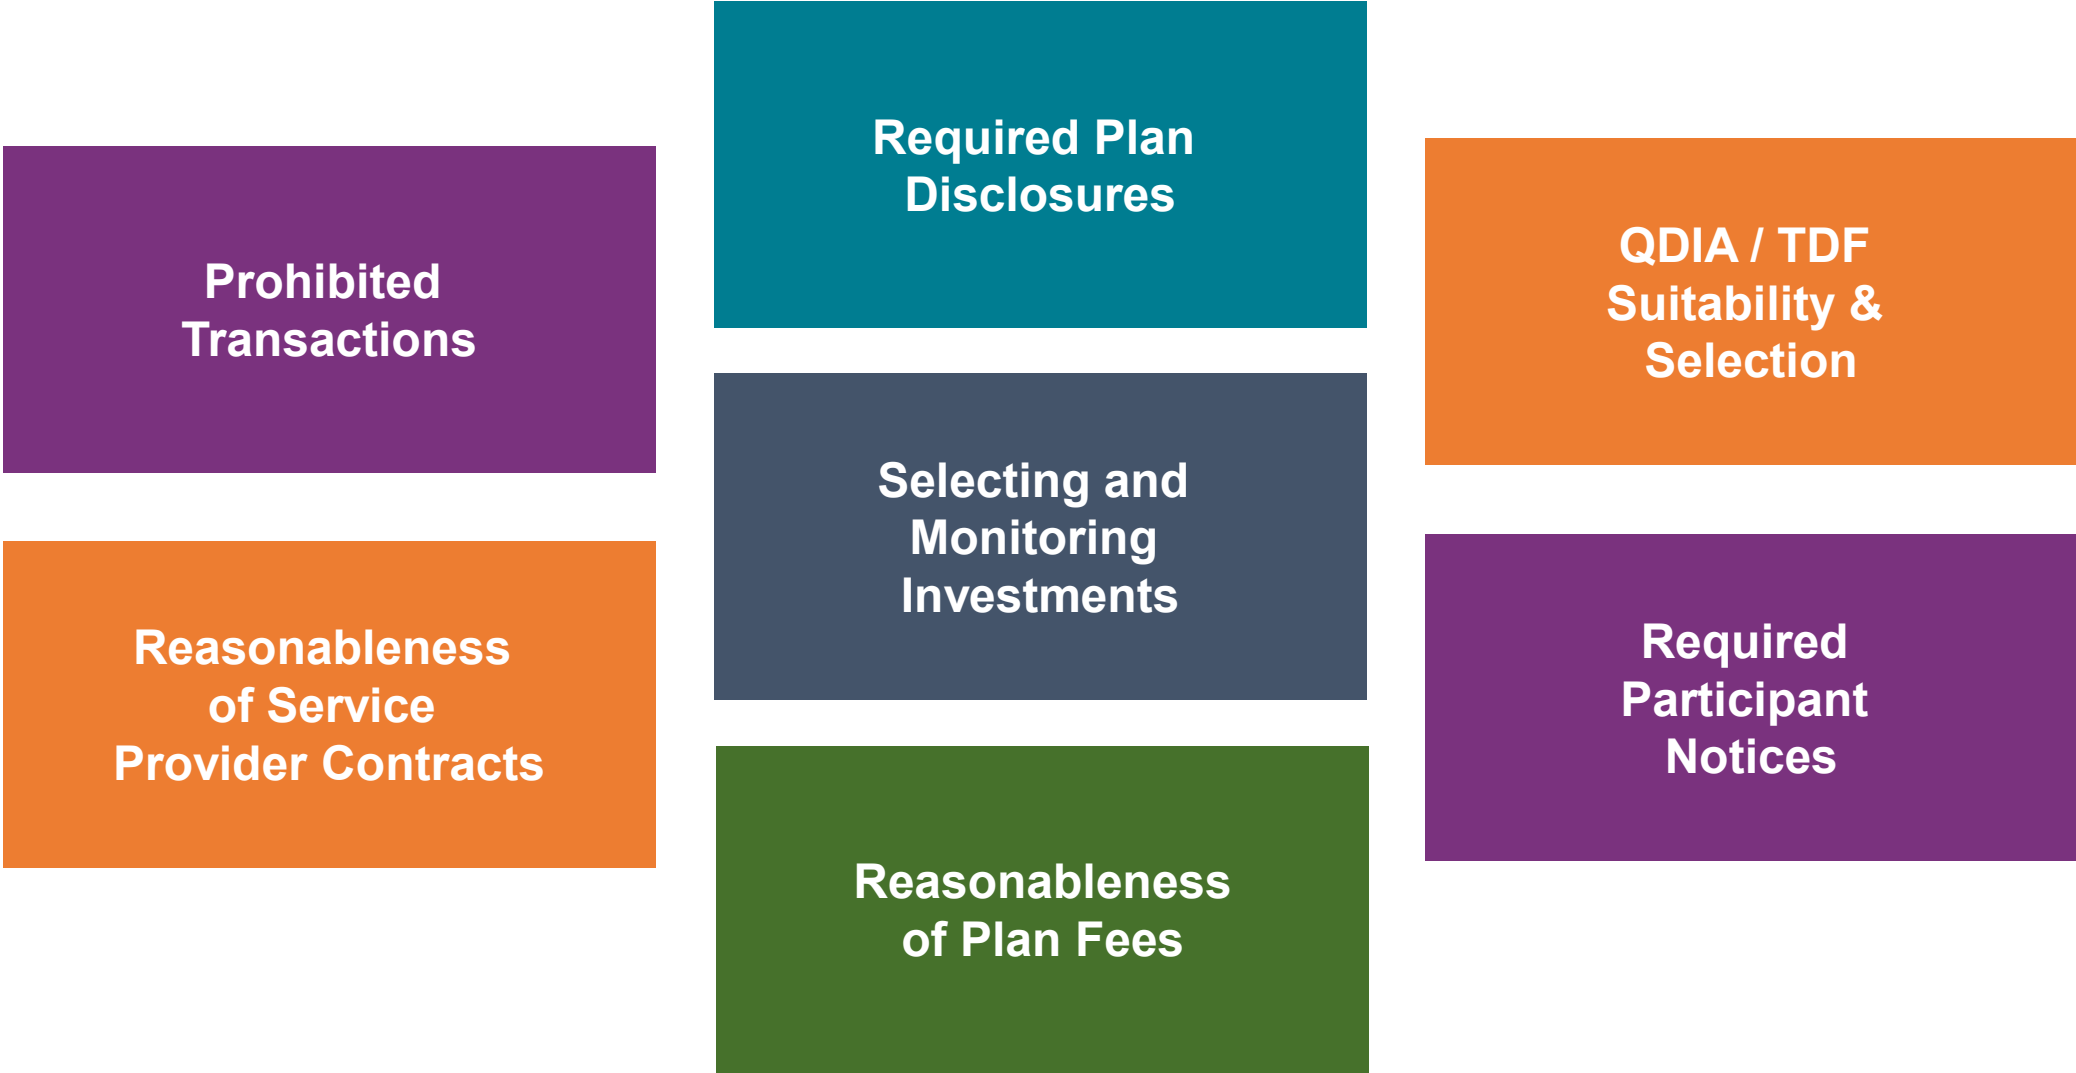 Prohibited
Transactions
Reasonableness
of Service
Provider Contracts
Required Plan
Disclosures
Selecting and
Monitoring
Investments
Reasonableness
of Plan Fees
QDIA / TDF
Suitability &
Selection
Required
Participant
Notices